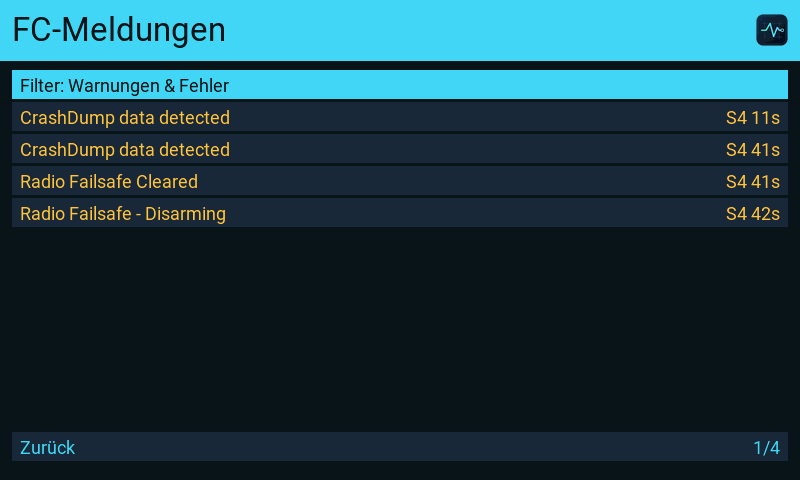 FC-Meldungen
Filter: Warnungen & Fehler
CrashDump data detected S4 11s
CrashDump data detected S4 41s
Radio Failsafe Cleared S4 41s
Radio Failsafe - Disarming S4 42s
Zurück 1/4